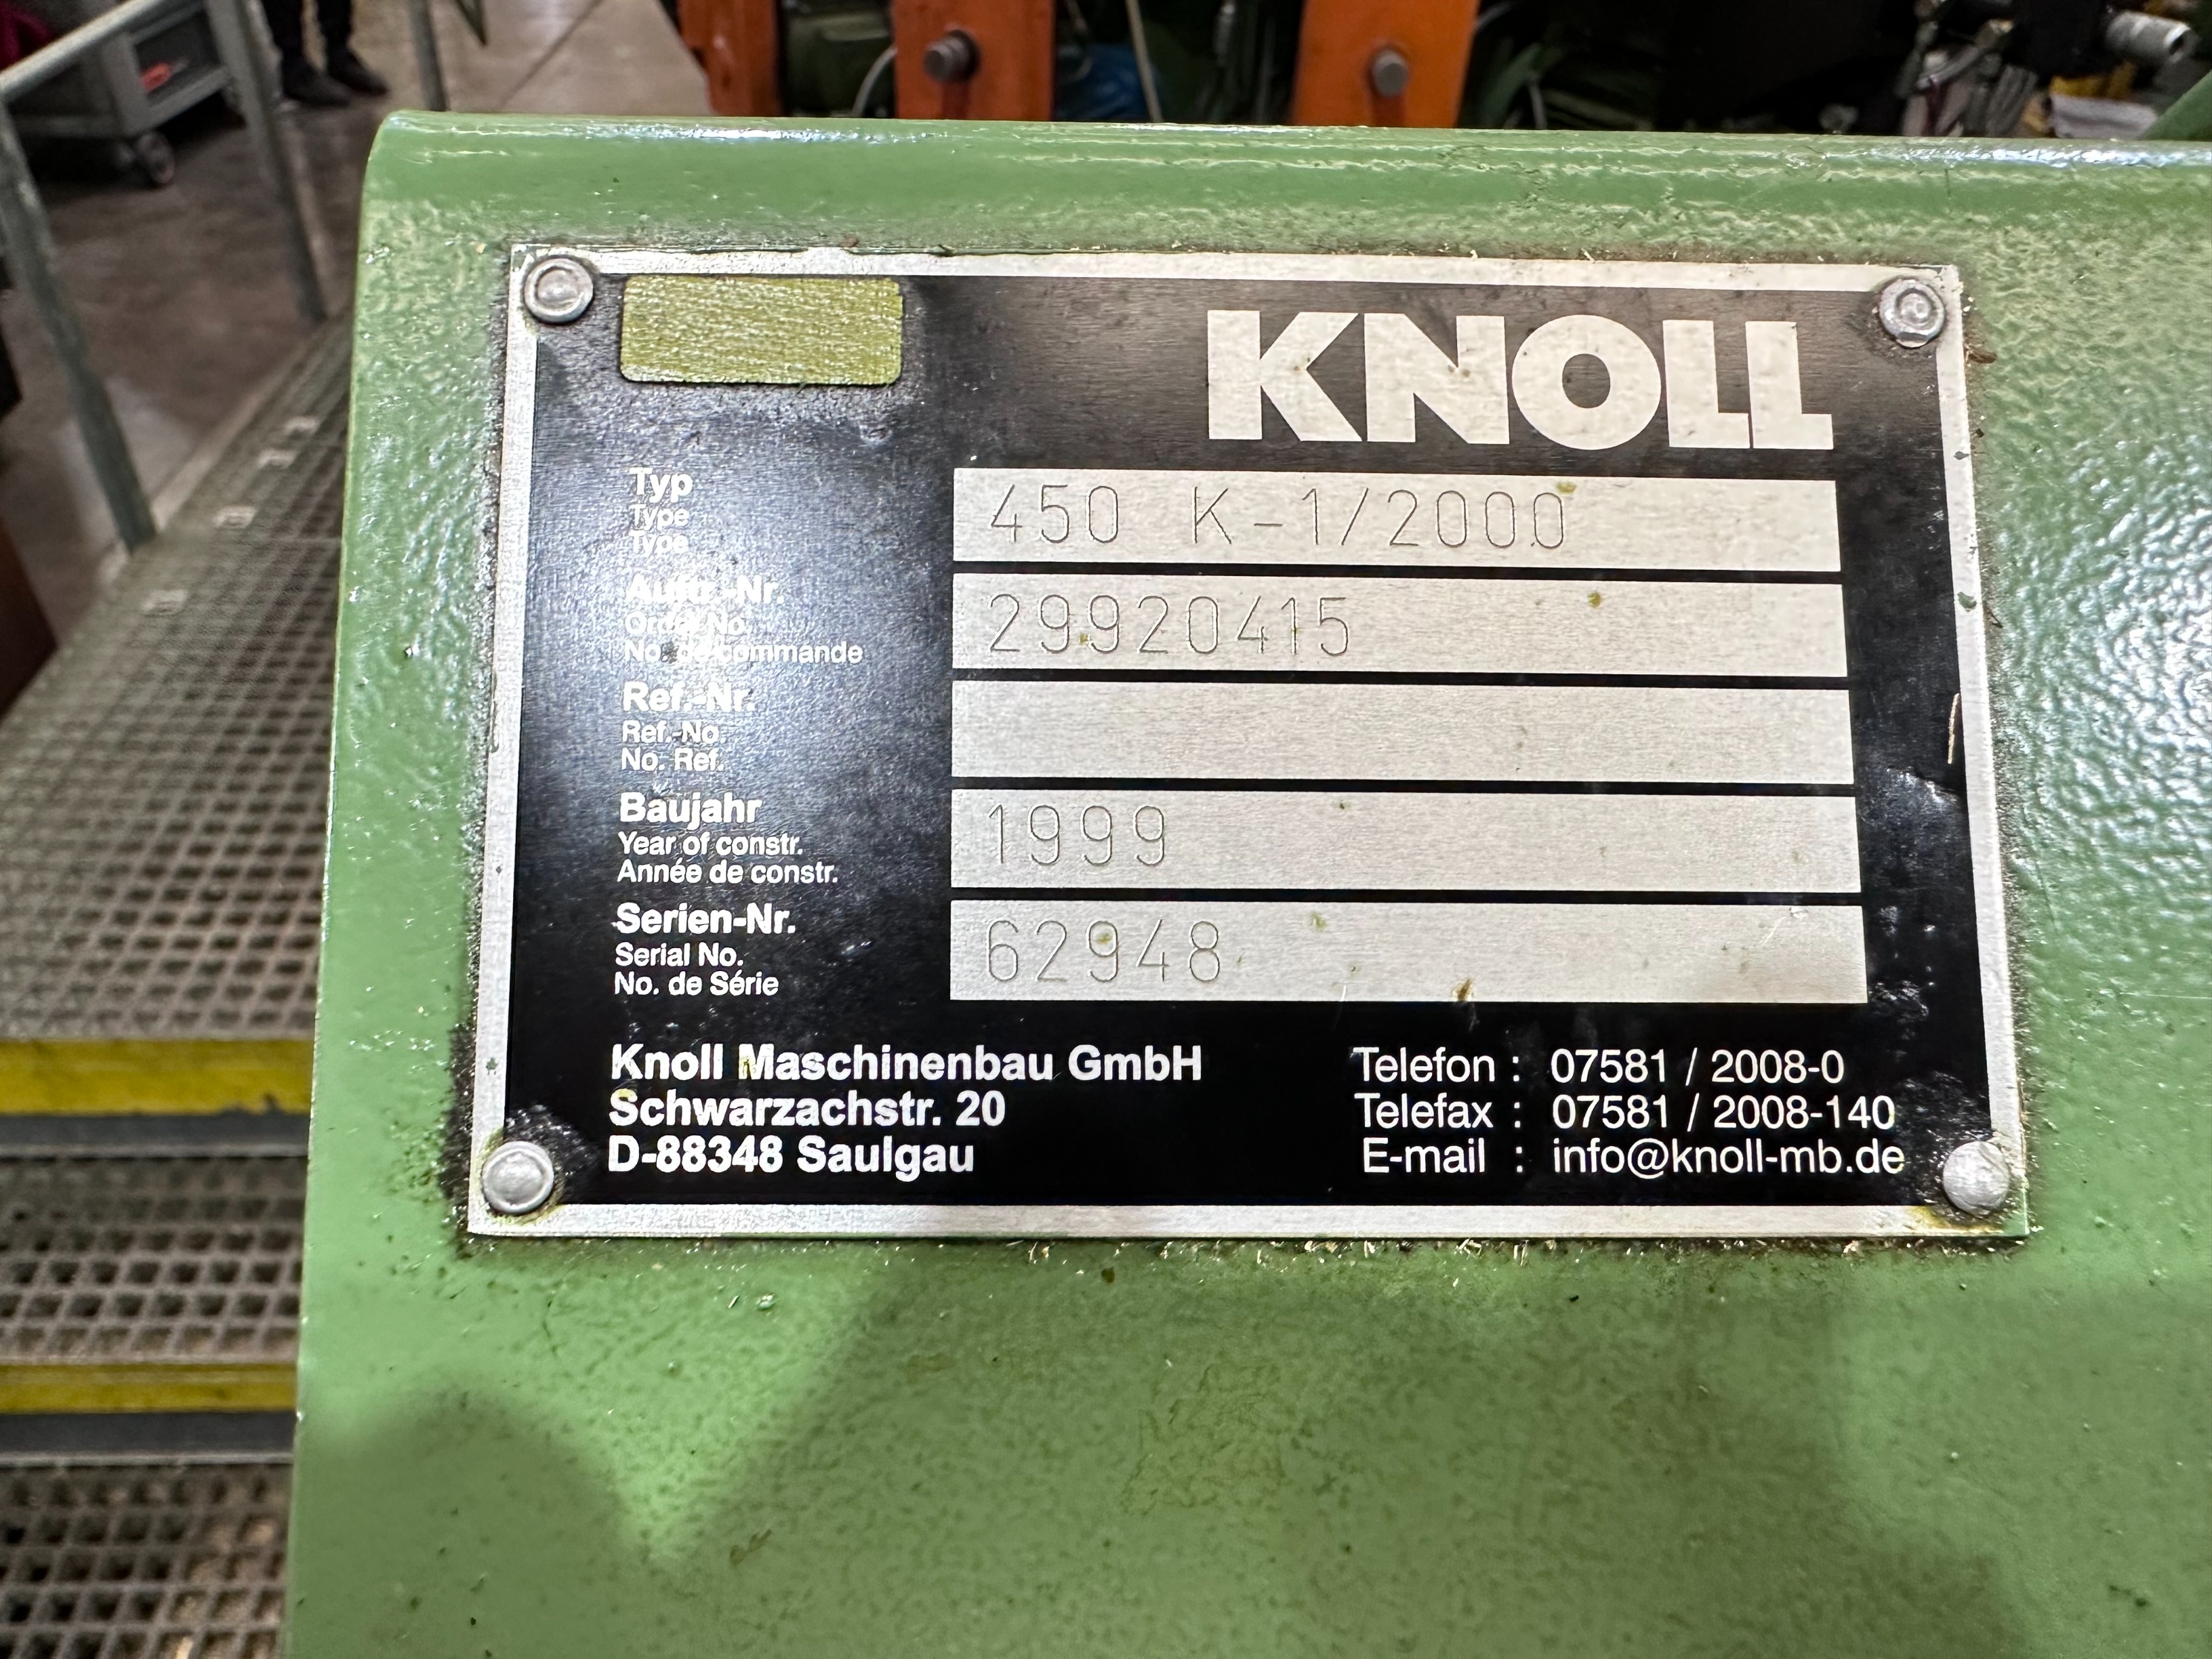 KNOLL
Typ
Type
Type
450 K-1/2000
Auftr.-Nr.
Order No.
No. de commande
29920415
Ref.-Nr.
Ref.-No.
No. Ref.
Baujahr
Year of constr.
Année de constr.
1999
Serien-Nr.
Serial No.
No. de Série
62948
Knoll Maschinenbau GmbH
Schwarzachstr. 20
D-88348 Saulgau
Telefon : 07581 / 2008-0
Telefax : 07581 / 2008-140
E-mail : info@knoll-mb.de